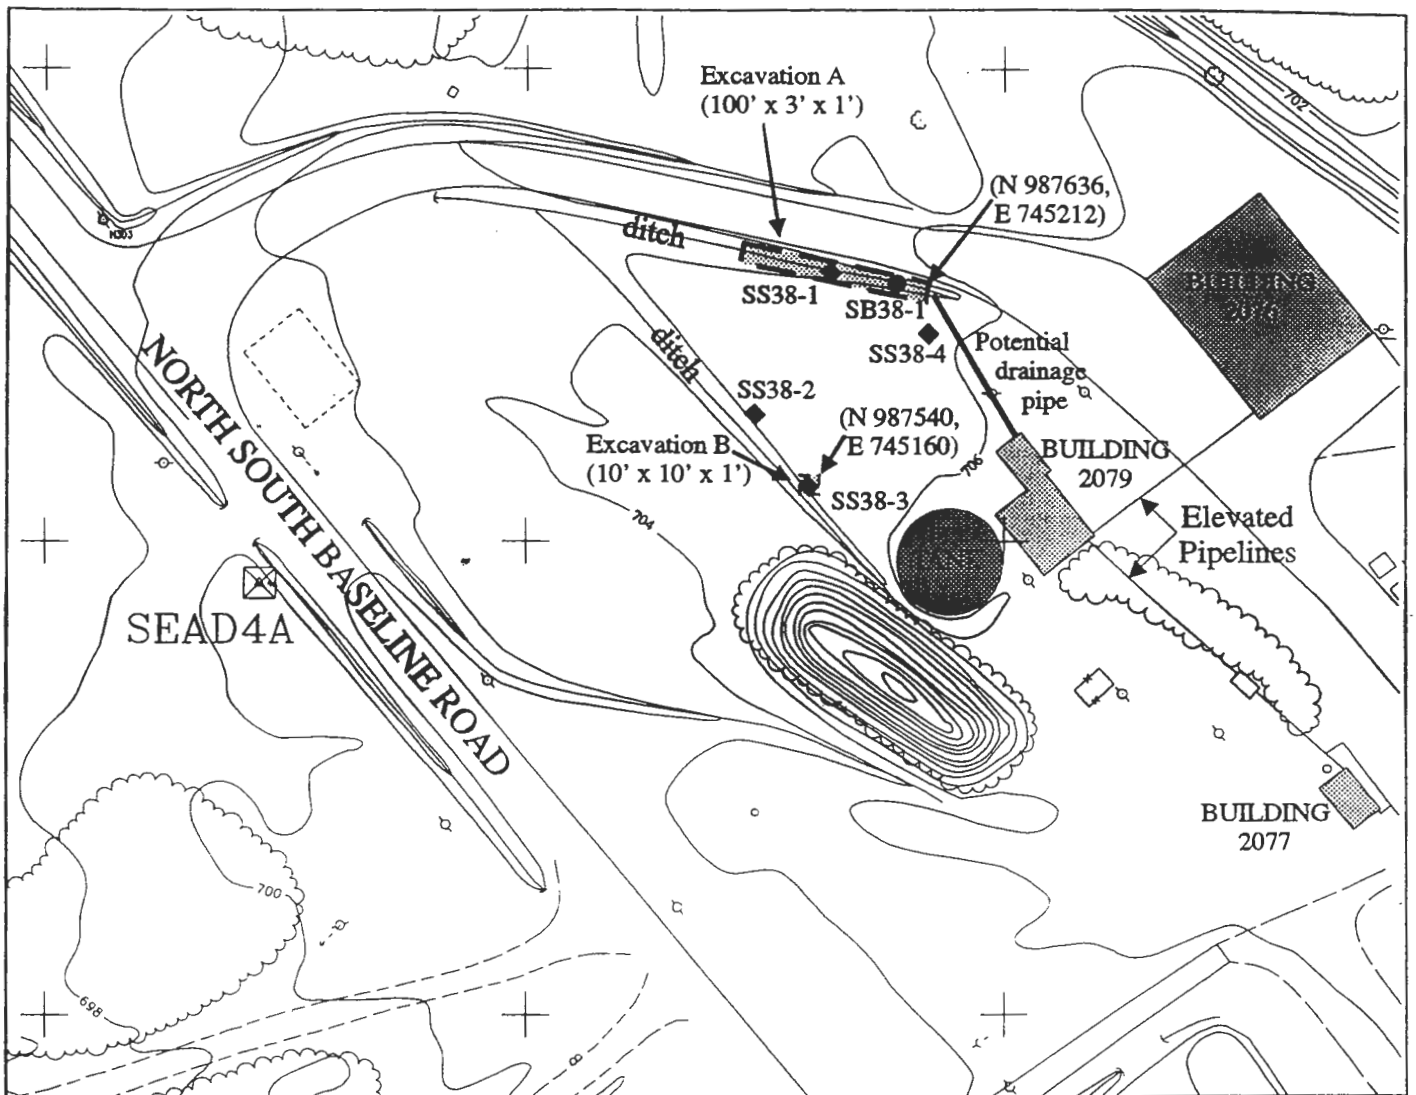 Excavation A
(100' x 3' x 1')
702
(N 987636,
E 745212)
ditch
BUILDING
SS38-1
SB38-1
SS38-4
Potential
drainage
pipe
ditch
SS38-2
(N 987540,
E 745160)
Excavation B
(10' x 10' x 1')
SS38-3
706
BUILDING
2079
704
Elevated
Pipelines
NORTH SOUTH BASELINE ROAD
SEAD4A
BUILDING
2077
700
698